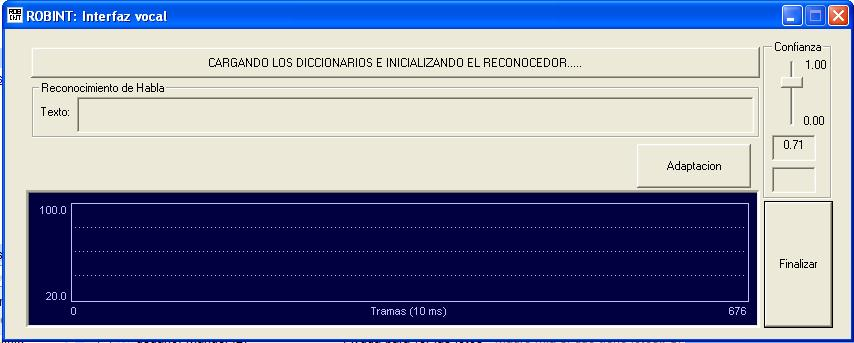 ROBINT: Interfaz vocal
CARGANDO LOS DICCIONARIOS E INICIALIZANDO EL RECONOCEDOR.....
Reconocimiento de Habla
Texto:
Adaptacion
Confianza
1.00
0.00
0.71
Finalizar
100.0
20.0
0
Tramas (10 ms)
676